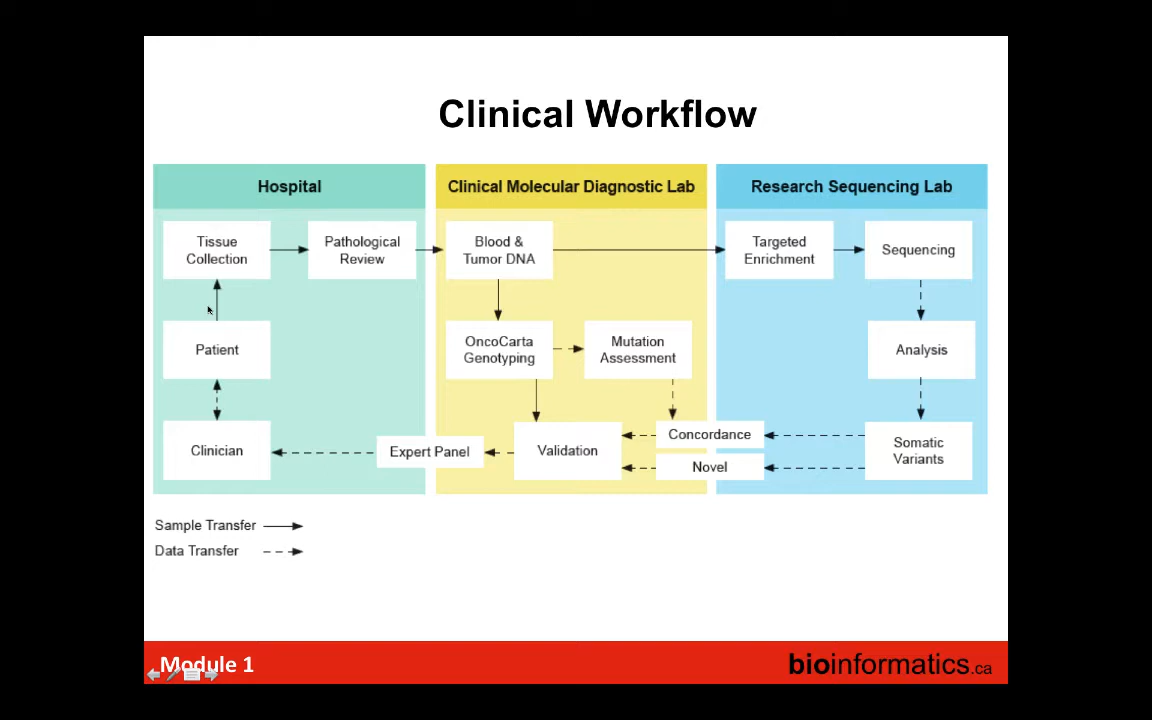 Clinical Workflow
Hospital
Clinical Molecular Diagnostic Lab
Research Sequencing Lab
Tissue
Collection
Pathological
Review
Blood &
Tumor DNA
Targeted
Enrichment
Sequencing
Patient
OncoCarta
Genotyping
Mutation
Assessment
Analysis
Clinician
Expert Panel
Validation
Concordance
Novel
Somatic
Variants
Sample Transfer
Data Transfer
Module 1
bioinformatics.ca